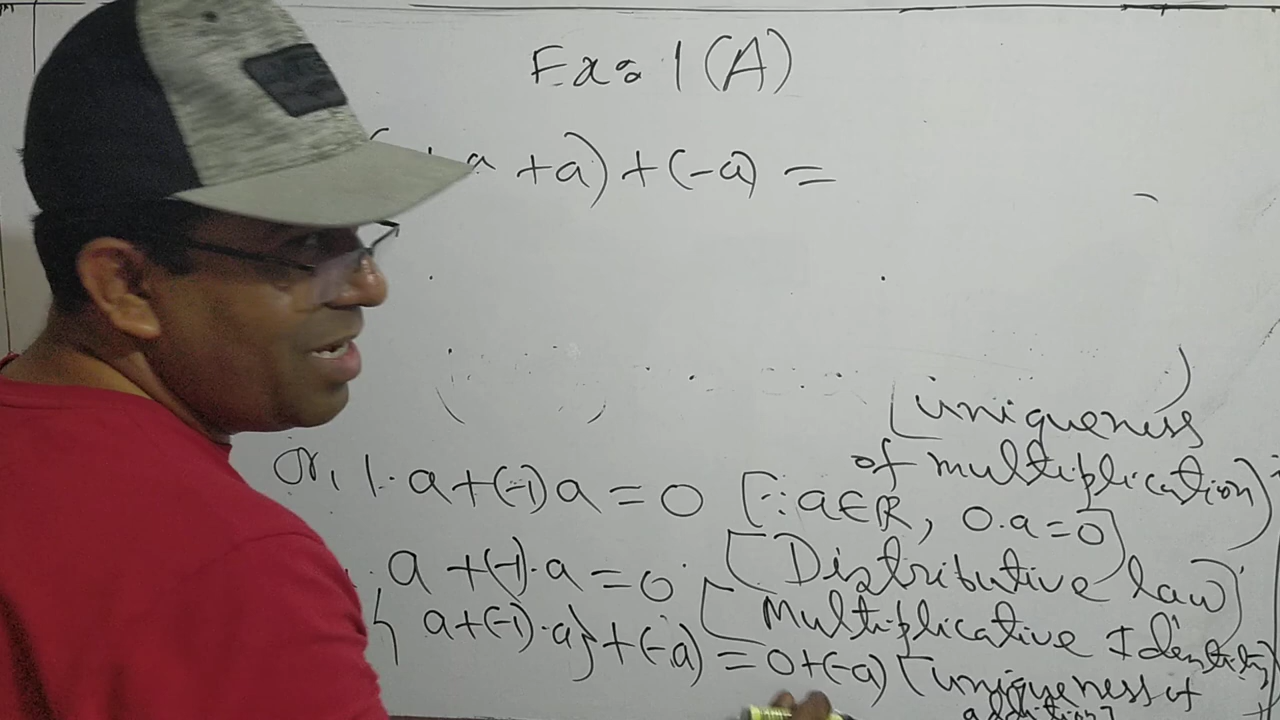 Ex: 1 (A)
+ a + a) + (-a) =
[uniqueness
of multiplication)
Or, 1. a + (-1) a = 0 [∵ a ∈ ℝ, 0.a = 0]
[Distributive law)
. a + (-1). a = 0
[Multiplicative Identity]
{ a + (-1) . a} + (-a) = 0 + (-a) [uniqueness of
addition]